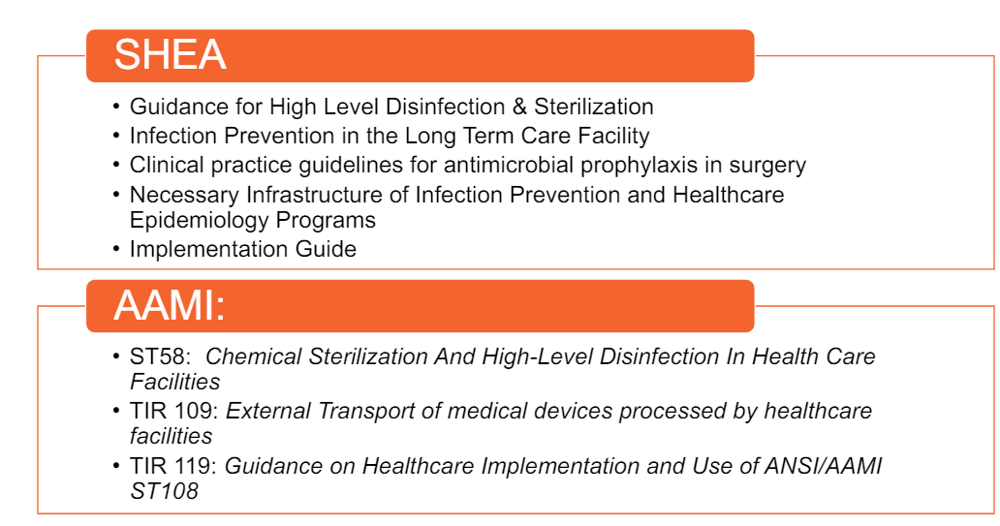 SHEA
• Guidance for High Level Disinfection & Sterilization
• Infection Prevention in the Long Term Care Facility
• Clinical practice guidelines for antimicrobial prophylaxis in surgery
• Necessary Infrastructure of Infection Prevention and Healthcare
Epidemiology Programs
• Implementation Guide
AAMI:
• ST58:  Chemical Sterilization And High-Level Disinfection In Health Care
Facilities
• TIR 109: External Transport of medical devices processed by healthcare
facilities
• TIR 119: Guidance on Healthcare Implementation and Use of ANSI/AAMI
ST108